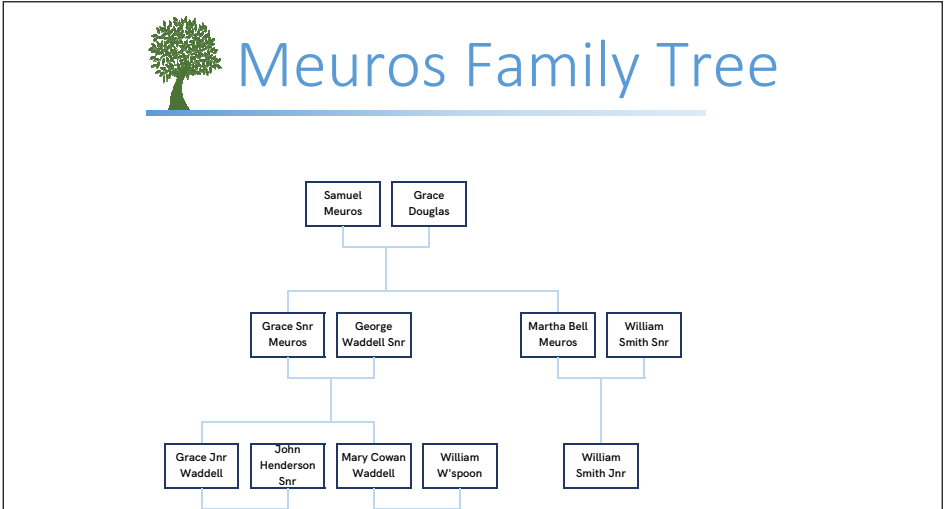 Meuros Family Tree
Samuel
Meuros
Grace
Douglas
Grace Snr
Meuros
George
Waddell Snr
Martha Bell
Meuros
William
Smith Snr
Grace Jnr
Waddell
John
Henderson
Snr
Mary Cowan
Waddell
William
W'spoon
William
Smith Jnr